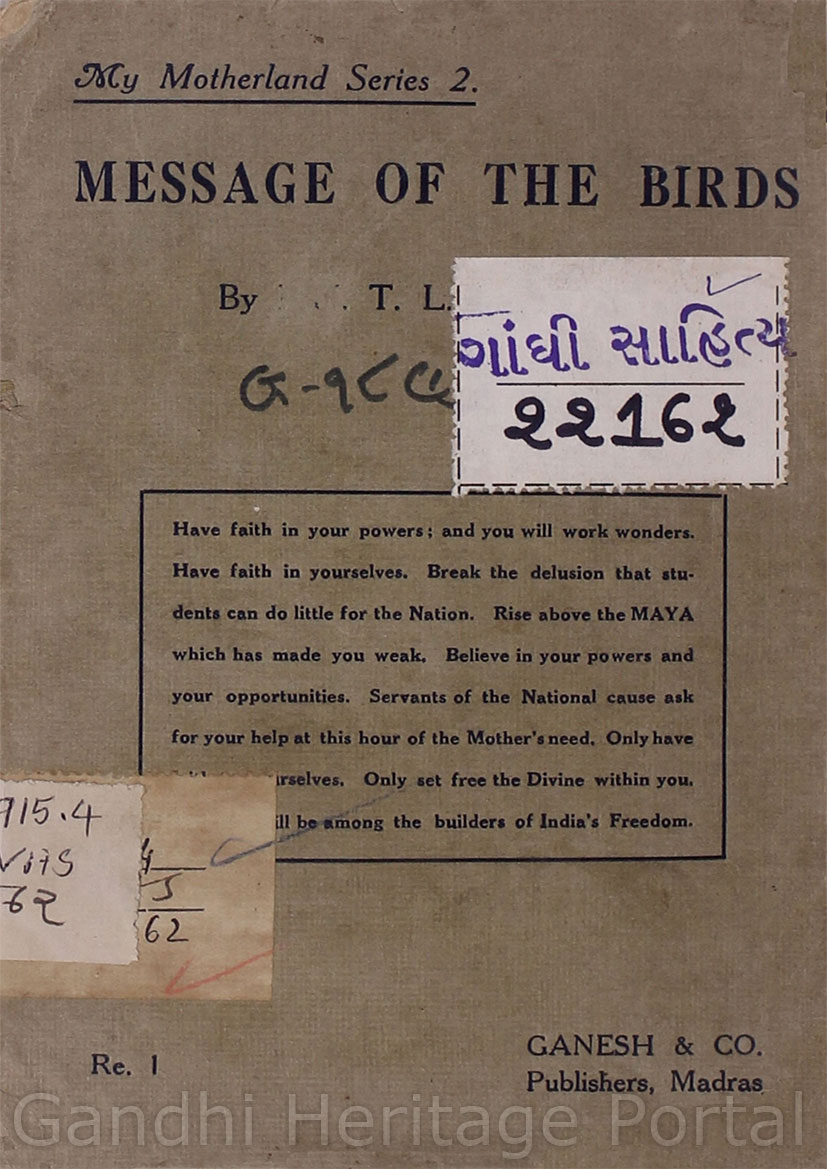 My Motherland Series 2.
MESSAGE OF THE BIRDS
By T. L.
ગાંધી સાહિત્ય
૨૨162
Have faith in your powers; and you will work wonders.
Have faith in yourselves. Break the delusion that stu-
dents can do little for the Nation. Rise above the MAYA
which has made you weak. Believe in your powers and
your opportunities. Servants of the National cause ask
for your help at this hour of the Mother's need. Only have
Only set free the Divine within you.
be among the builders of India's Freedom.
915.4
62
Re. 1
GANESH & CO.
Publishers, Madras
Gandhi Heritage Portal